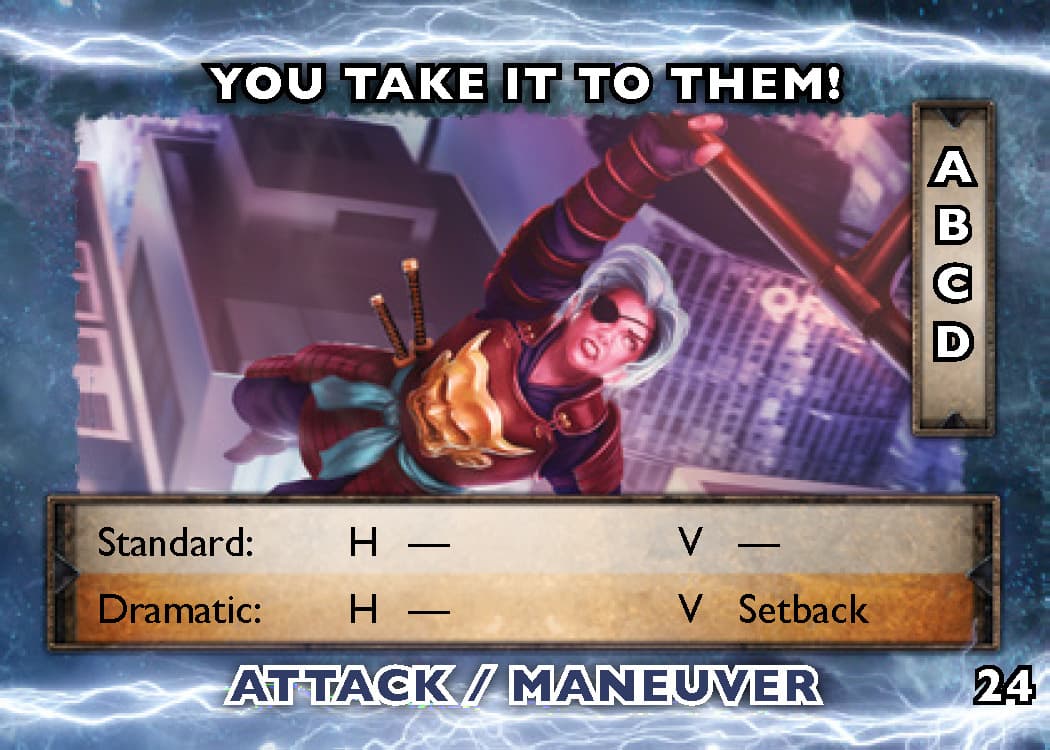 YOU TAKE IT TO THEM!
A
B
C
D
Standard: H — V —
Dramatic: H — V Setback
ATTACK / MANEUVER
24